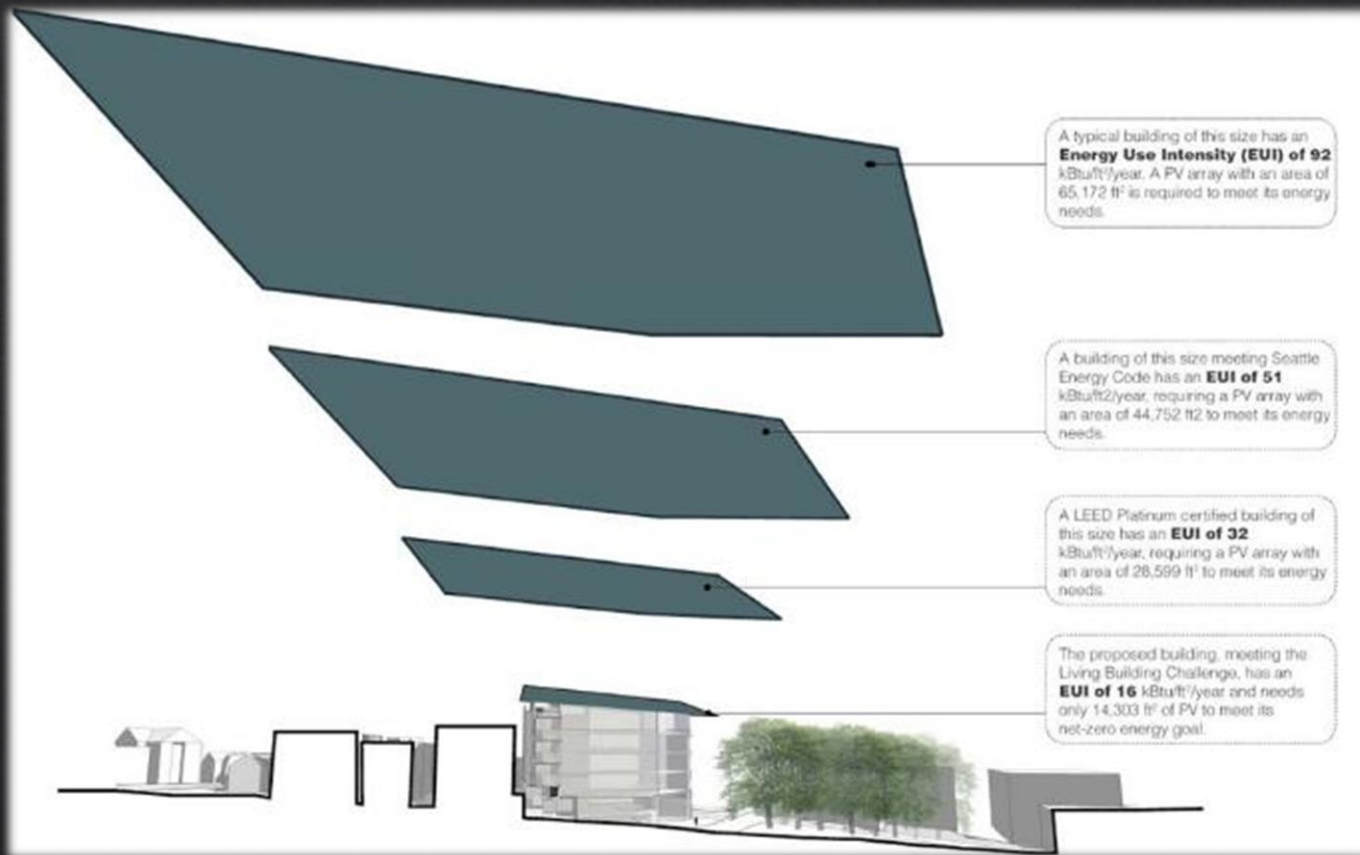 A typical building of this size has an
Energy Use Intensity (EUI) of 92
kBtu/ft²/year. A PV array with an area of
65,172 ft² is required to meet its energy
needs.
A building of this size meeting Seattle
Energy Code has an EUI of 51
kBtu/ft2/year, requiring a PV array with
an area of 44,752 ft2 to meet its energy
needs.
A LEED Platinum certified building of
this size has an EUI of 32
kBtu/ft²/year, requiring a PV array with
an area of 28,599 ft² to meet its energy
needs.
The proposed building, meeting the
Living Building Challenge, has an
EUI of 16 kBtu/ft²/year and needs
only 14,303 ft² of PV to meet its
net-zero energy goal.